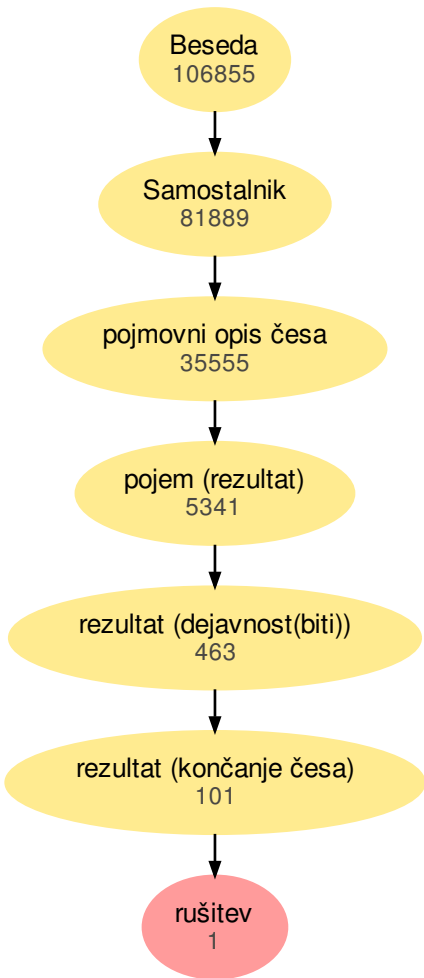 Beseda
106855
Samostalnik
81889
pojmovni opis česa
35555
pojem (rezultat)
5341
rezultat (dejavnost(biti))
463
rezultat (končanje česa)
101
rušitev
1